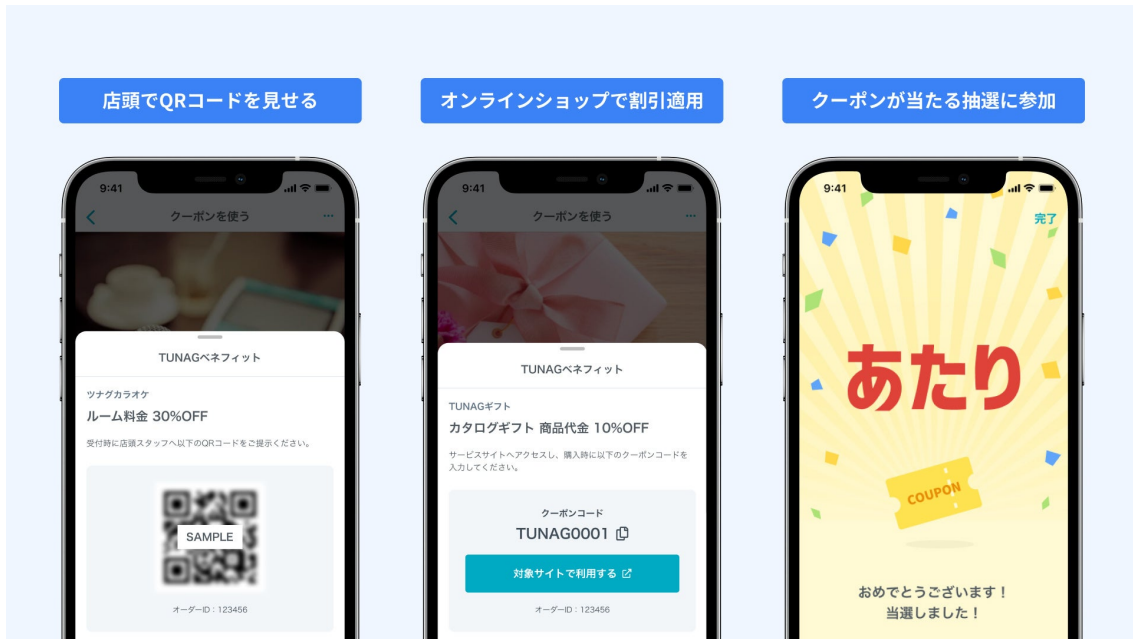 店頭でQRコードを見せる
9:41
クーポンを使う
TUNAGベネフィット
ツナグカラオケ
ルーム料金 30%OFF
受付時に店頭スタッフへ以下のQRコードをご提示ください。
SAMPLE
オーダーID：123456
オンラインショップで割引適用
9:41
クーポンを使う
TUNAGベネフィット
TUNAGギフト
カタログギフト 商品代金 10%OFF
サービスサイトへアクセスし、購入時に以下のクーポンコードを
入力してください。
クーポンコード
TUNAG0001
対象サイトで利用する
オーダーID：123456
クーポンが当たる抽選に参加
9:41
完了
あたり
COUPON
おめでとうございます！
当選しました！